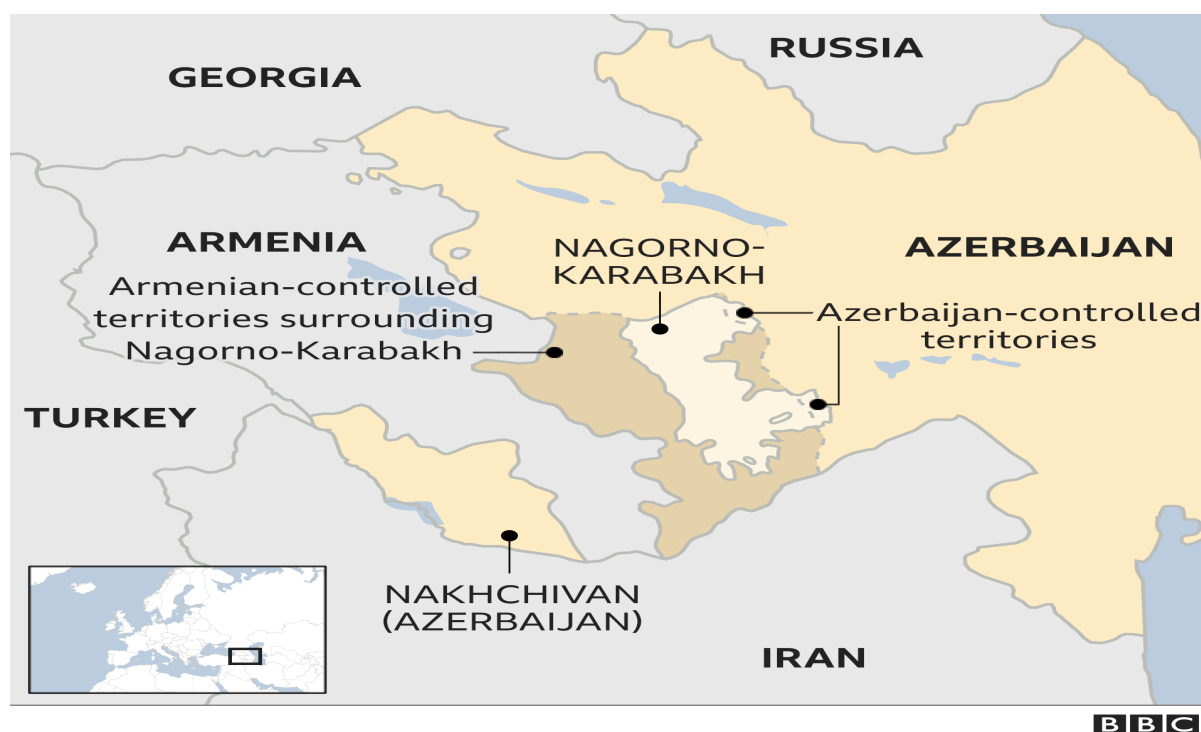 RUSSIA
GEORGIA
ARMENIA
NAGORNO-
KARABAKH
AZERBAIJAN
Armenian-controlled
territories surrounding
Nagorno-Karabakh
Azerbaijan-controlled
territories
TURKEY
NAKHCHIVAN
(AZERBAIJAN)
IRAN
BBC